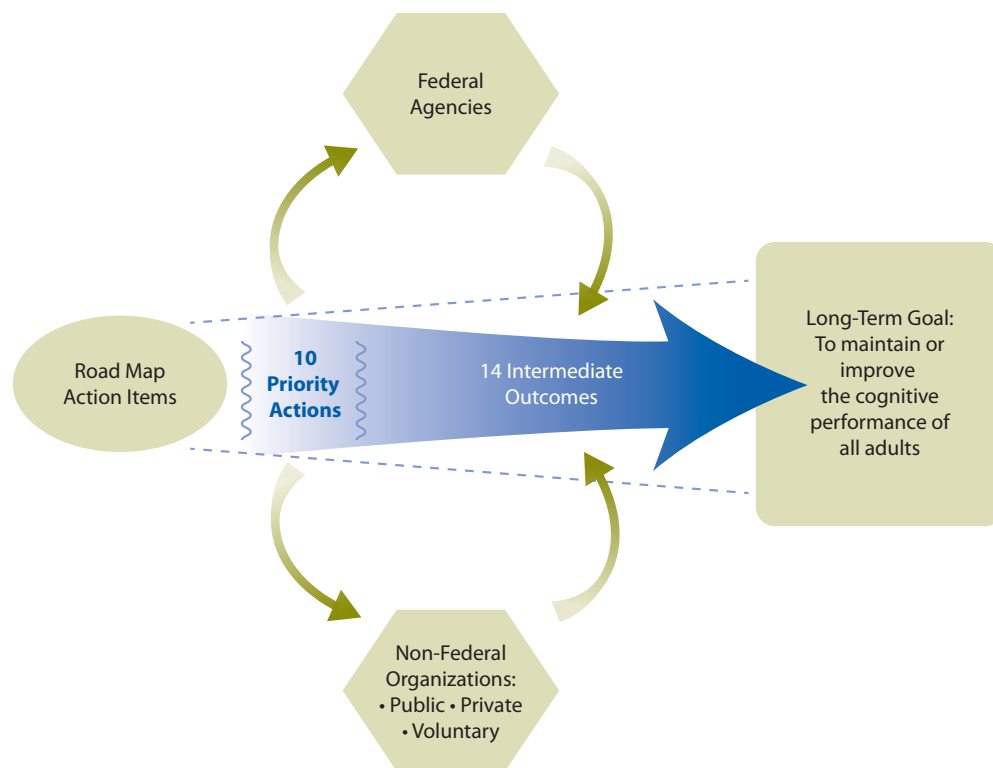 Federal
Agencies
Road Map
Action Items
10
Priority
Actions
14 Intermediate
Outcomes
Long-Term Goal:
To maintain or
improve
the cognitive
performance of
all adults
Non-Federal
Organizations:
• Public • Private
• Voluntary